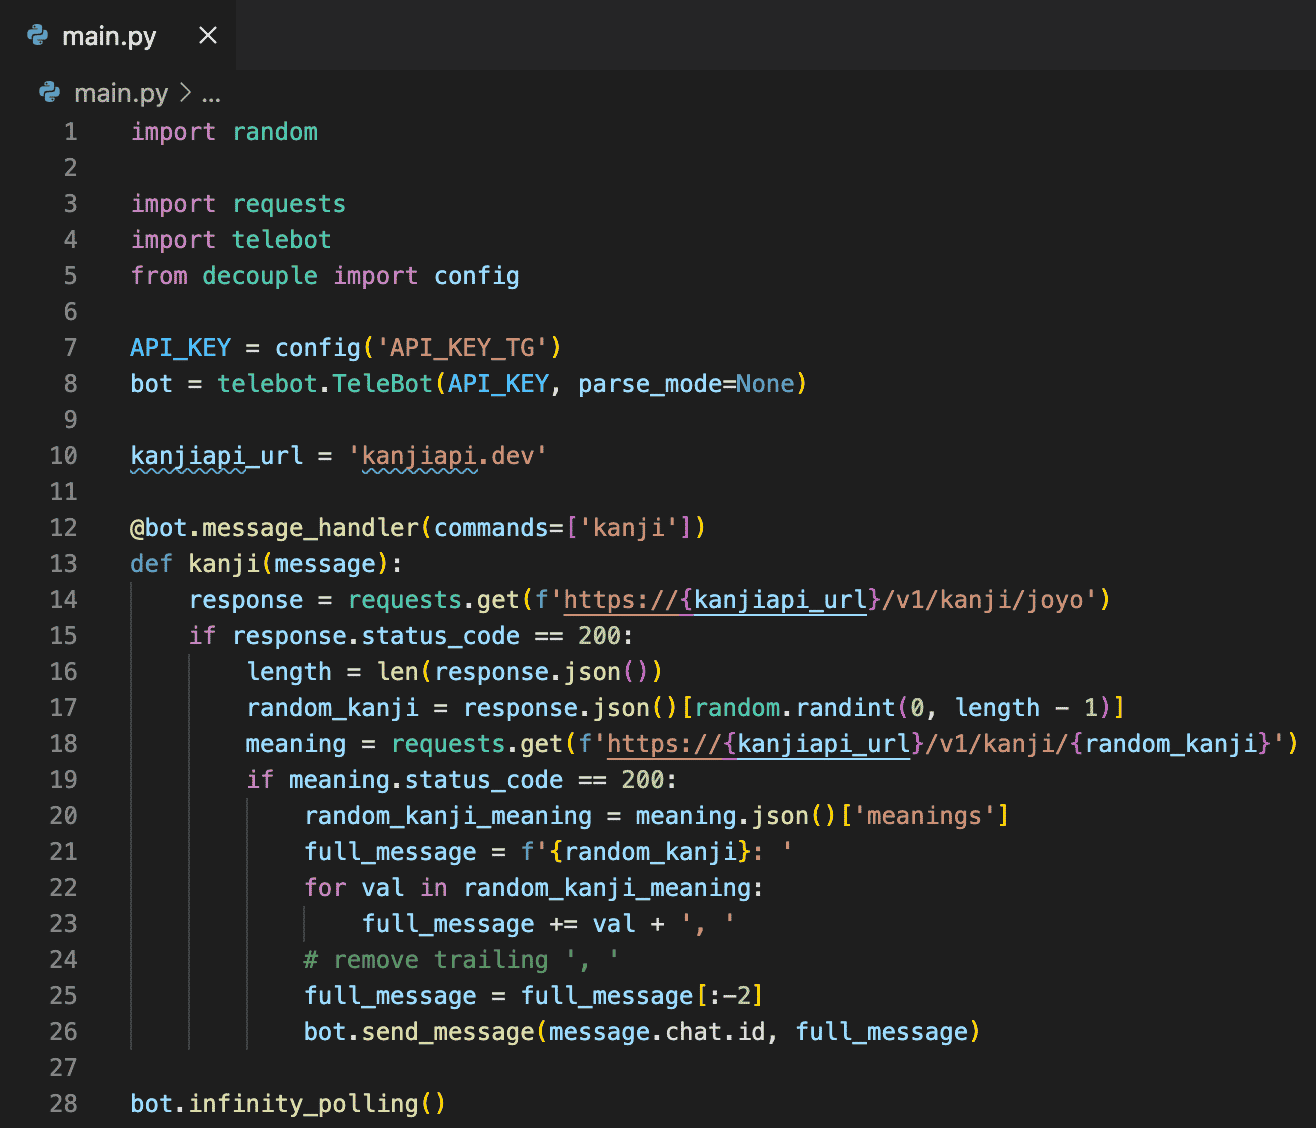 main.py
main.py > ...
1 import random
2
3 import requests
4 import telebot
5 from decouple import config
6
7 API_KEY = config('API_KEY_TG')
8 bot = telebot.TeleBot(API_KEY, parse_mode=None)
9
10 kanjiapi_url = 'kanjiapi.dev'
11
12 @bot.message_handler(commands=['kanji'])
13 def kanji(message):
14     response = requests.get(f'https://{kanjiapi_url}/v1/kanji/joyo')
15     if response.status_code == 200:
16         length = len(response.json())
17         random_kanji = response.json()[random.randint(0, length - 1)]
18         meaning = requests.get(f'https://{kanjiapi_url}/v1/kanji/{random_kanji}')
19         if meaning.status_code == 200:
20             random_kanji_meaning = meaning.json()['meanings']
21             full_message = f'{random_kanji}: '
22             for val in random_kanji_meaning:
23                 full_message += val + ', '
24             # remove trailing ', '
25             full_message = full_message[:-2]
26             bot.send_message(message.chat.id, full_message)
27
28 bot.infinity_polling()